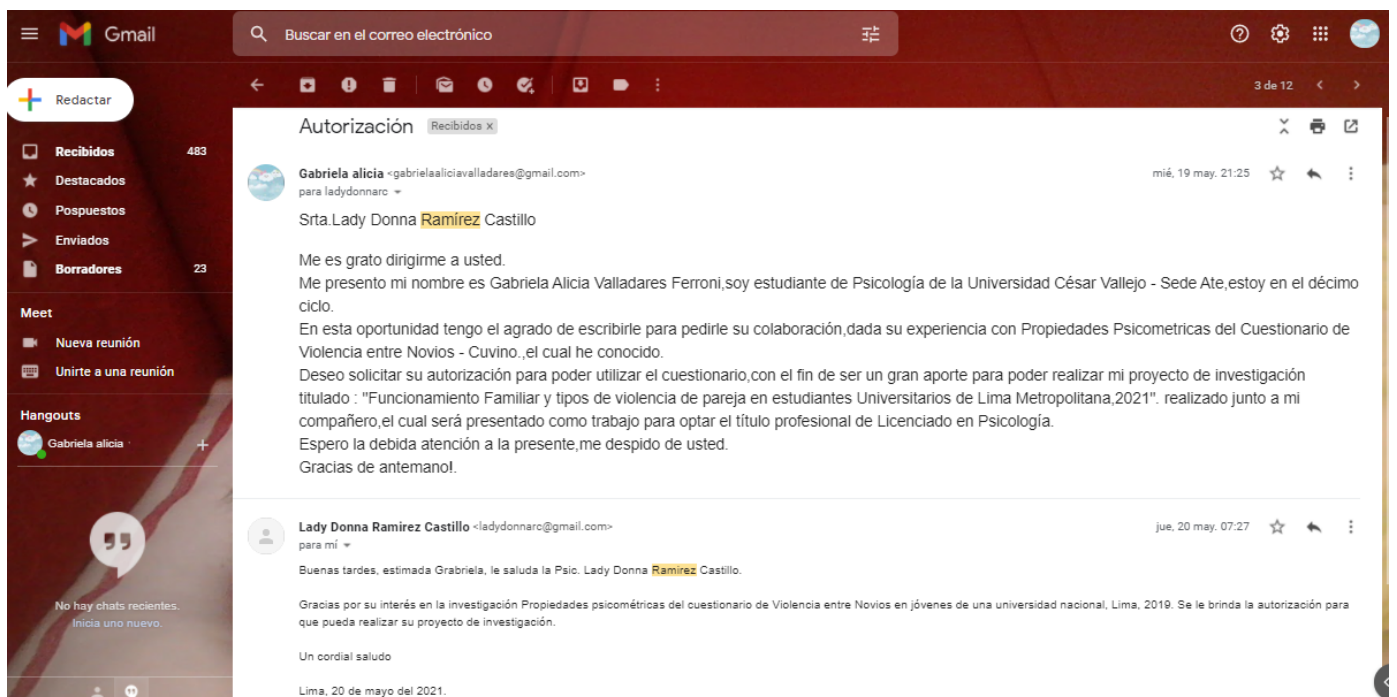 Gmail
Buscar en el correo electrónico
Redactar
3 de 12
Recibidos 483
Destacados
Pospuestos
Enviados
Borradores 23
Meet
Nueva reunión
Unirte a una reunión
Hangouts
Gabriela alicia
No hay chats recientes.
Inicia uno nuevo.
Autorización Recibidos x
Gabriela alicia <gabrielaaliciavalladares@gmail.com> mié, 19 may. 21:25
para ladydonnarc
Srta.Lady Donna Ramírez Castillo
Me es grato dirigirme a usted.
Me presento mi nombre es Gabriela Alicia Valladares Ferroni,soy estudiante de Psicología de la Universidad César Vallejo - Sede Ate,estoy en el décimo
ciclo.
En esta oportunidad tengo el agrado de escribirle para pedirle su colaboración,dada su experiencia con Propiedades Psicometricas del Cuestionario de
Violencia entre Novios - Cuvino.,el cual he conocido.
Deseo solicitar su autorización para poder utilizar el cuestionario,con el fin de ser un gran aporte para poder realizar mi proyecto de investigación
titulado : "Funcionamiento Familiar y tipos de violencia de pareja en estudiantes Universitarios de Lima Metropolitana,2021". realizado junto a mi
compañero,el cual será presentado como trabajo para optar el título profesional de Licenciado en Psicología.
Espero la debida atención a la presente,me despido de usted.
Gracias de antemano!.
Lady Donna Ramirez Castillo <ladydonnarc@gmail.com> jue, 20 may. 07:27
para mí
Buenas tardes, estimada Grabriela, le saluda la Psic. Lady Donna Ramirez Castillo.
Gracias por su interés en la investigación Propiedades psicométricas del cuestionario de Violencia entre Novios en jóvenes de una universidad nacional, Lima, 2019. Se le brinda la autorización para
que pueda realizar su proyecto de investigación.
Un cordial saludo
Lima, 20 de mayo del 2021.